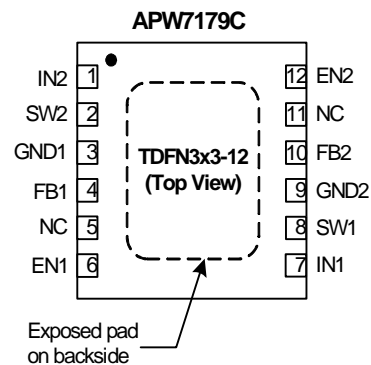 APW7179C
IN2 1
SW2 2
GND1 3
FB1 4
NC 5
EN1 6
TDFN3x3-12
(Top View)
12 EN2
11 NC
10 FB2
9 GND2
8 SW1
7 IN1
Exposed pad
on backside